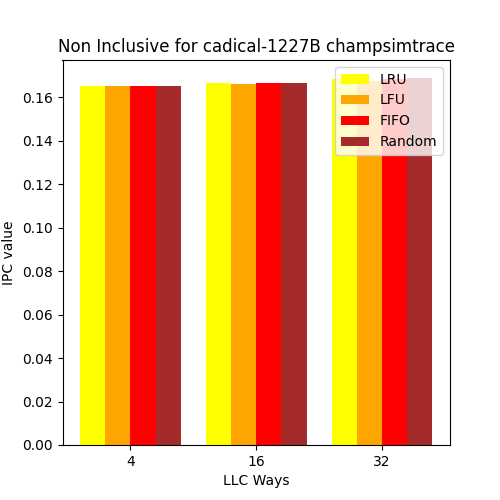 Non Inclusive for cadical-1227B champsimtrace
LRU
LFU
FIFO
Random
IPC value
0.16
0.14
0.12
0.10
0.08
0.06
0.04
0.02
0.00
4 16 32
LLC Ways